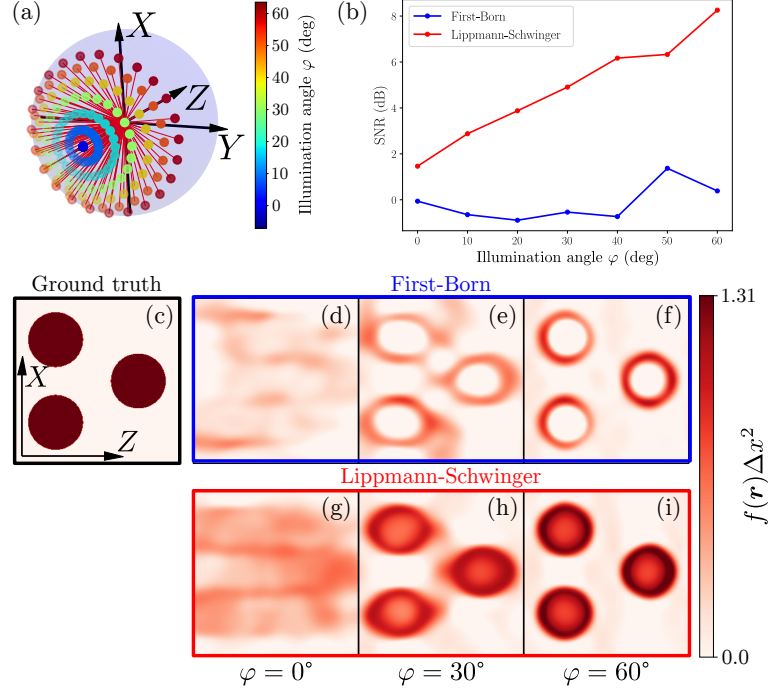 (a)
X
Z
Y
60
50
40
30
20
10
0
Illumination angle φ (deg)
(b)
First-Born
Lippmann-Schwinger
8
6
4
2
0
SNR (dB)
0 10 20 30 40 50 60
Illumination angle φ (deg)
Ground truth
(c)
X
Z
First-Born
(d) (e) (f)
Lippmann-Schwinger
(g) (h) (i)
φ = 0° φ = 30° φ = 60°
1.31
f(r)Δx²
0.0